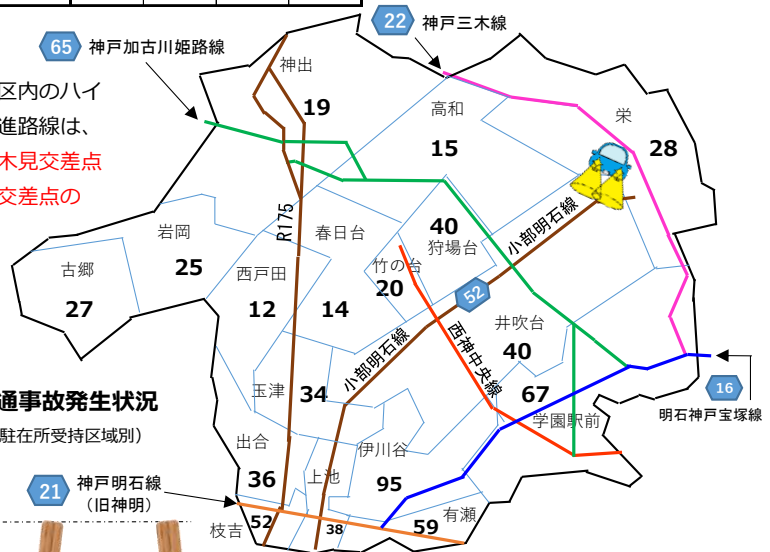 22 神戸三木線
65 神戸加古川姫路線
神出
19
区内のハイ
進路線は、
木見交差点
交差点の
高和
15
栄
28
R175
春日台
14
40
狩場台
小部明石線
竹の台
20
52
岩岡
25
古郷
27
西戸田
12
井吹台
40
小部明石線
西神中央線
16
明石神戸宝塚線
67
学園駅前
通事故発生状況
駐在所受持区域別）
玉津
34
出合
36
上池
伊川谷
95
21 神戸明石線
（旧神明）
枝吉
52
38
59
有瀬